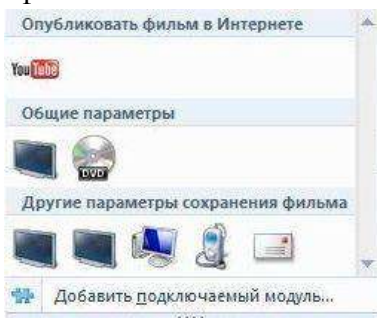 Опубликовать фильм в Интернете
You Tube
Общие параметры
DVD
Другие параметры сохранения фильма
Добавить подключаемый модуль...